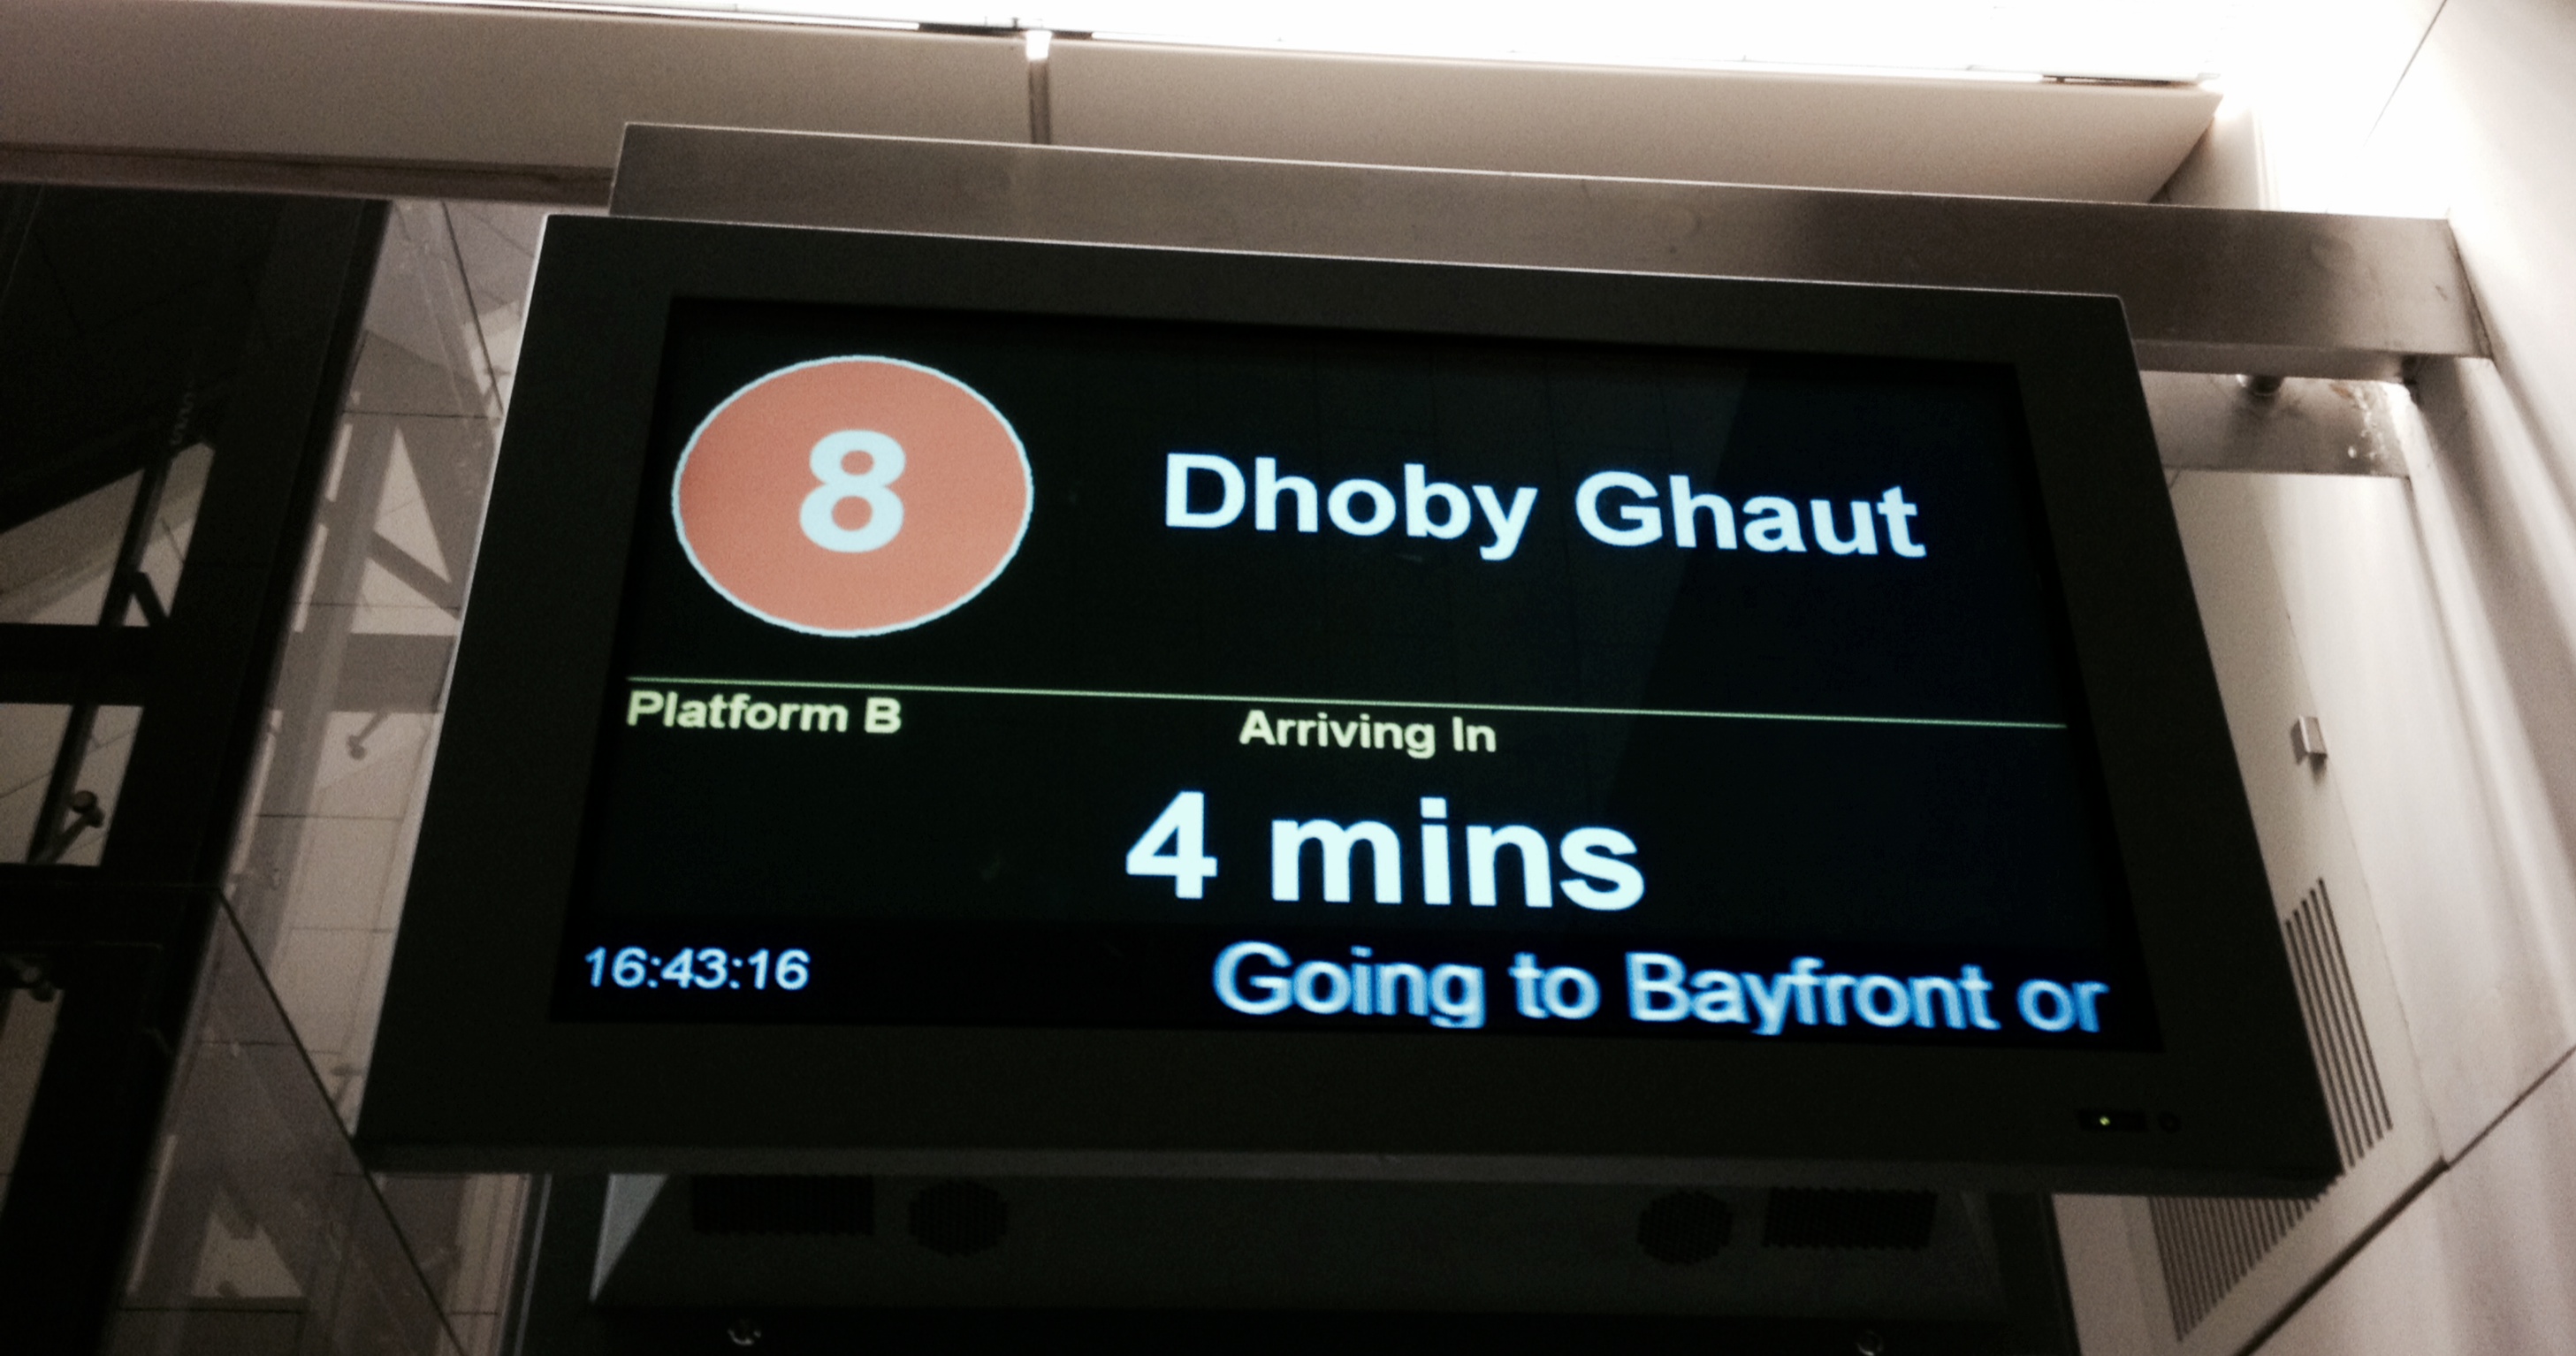 8
Dhoby Ghaut
Platform B
Arriving In
4 mins
16:43:16
Going to Bayfront or